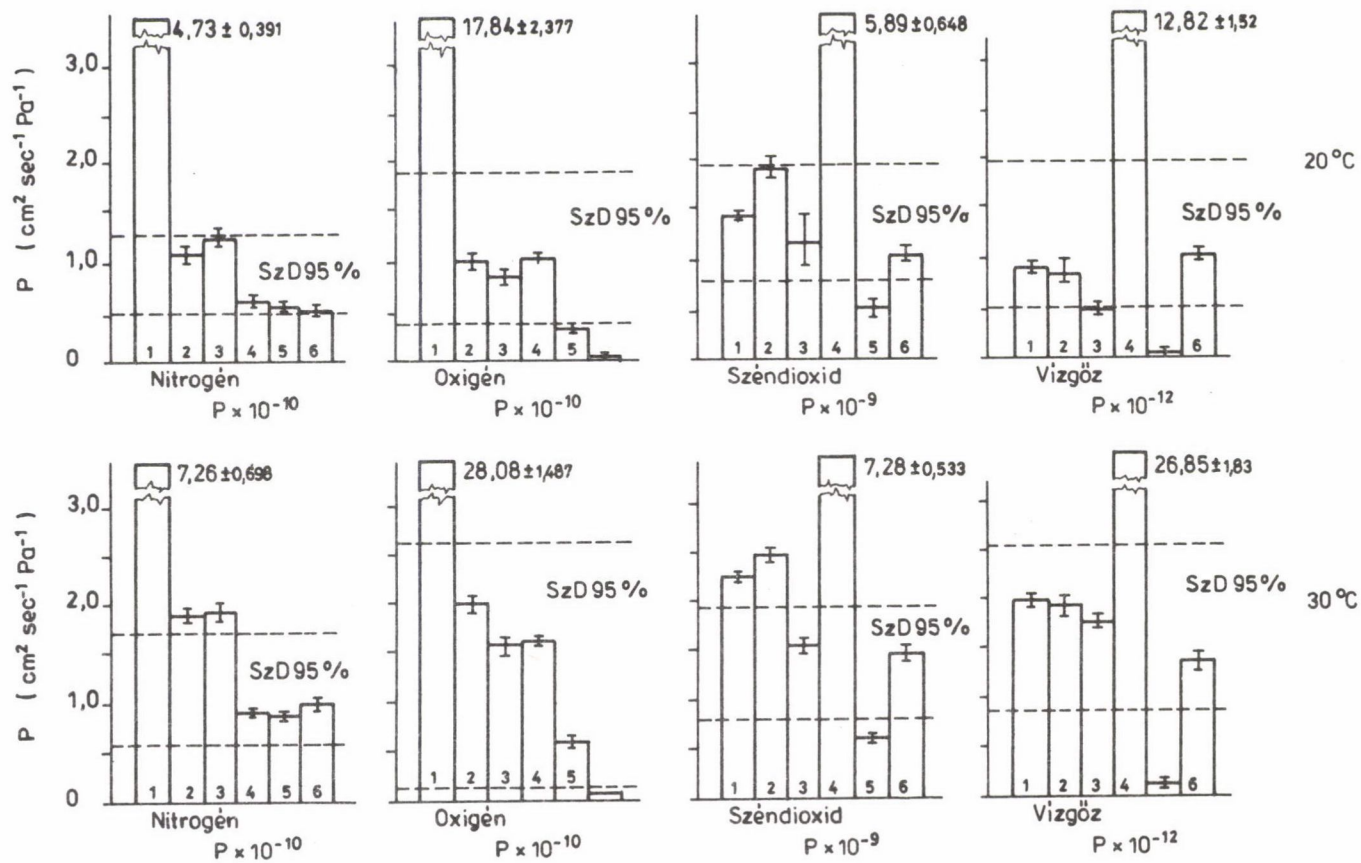 4,73 ± 0,391
17,84 ± 2,377
5,89 ± 0,648
12,82 ± 1,52
P (cm² sec⁻¹ Pa⁻¹)
3,0
2,0
1,0
0
SzD 95 %
SzD 95 %
SzD 95 %
SzD 95 %
20 °C
1 2 3 4 5 6
1 2 3 4 5
1 2 3 4 5 6
1 2 3 4 6
Nitrogén
Oxigén
Széndioxid
Vízgőz
P × 10⁻¹⁰
P × 10⁻¹⁰
P × 10⁻⁹
P × 10⁻¹²
7,26 ± 0,698
28,08 ± 1,487
7,28 ± 0,533
26,85 ± 1,83
P (cm² sec⁻¹ Pa⁻¹)
3,0
2,0
1,0
0
SzD 95 %
SzD 95 %
SzD 95 %
SzD 95 %
30 °C
1 2 3 4 5 6
1 2 3 4 5
1 2 3 4 5 6
1 2 3 4 6
Nitrogén
Oxigén
Széndioxid
Vízgőz
P × 10⁻¹⁰
P × 10⁻¹⁰
P × 10⁻⁹
P × 10⁻¹²